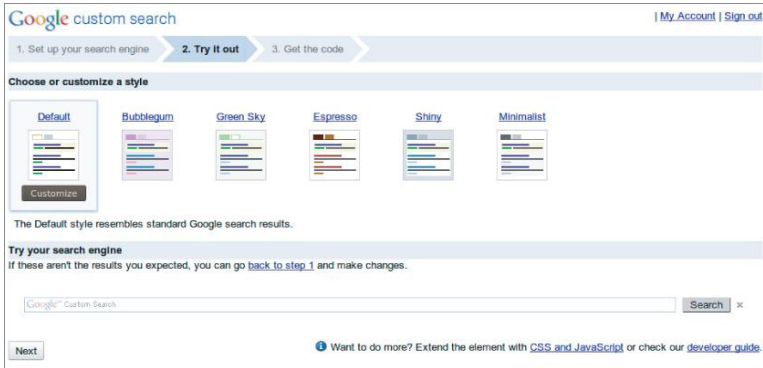 Google custom search
| My Account | Sign out
1. Set up your search engine 2. Try it out 3. Get the code
Choose or customize a style
Default Bubblegum Green Sky Espresso Shiny Minimalist
Customize
The Default style resembles standard Google search results.
Try your search engine
If these aren't the results you expected, you can go back to step 1 and make changes.
Google™ Custom Search Search ×
Next
Want to do more? Extend the element with CSS and JavaScript or check our developer guide.